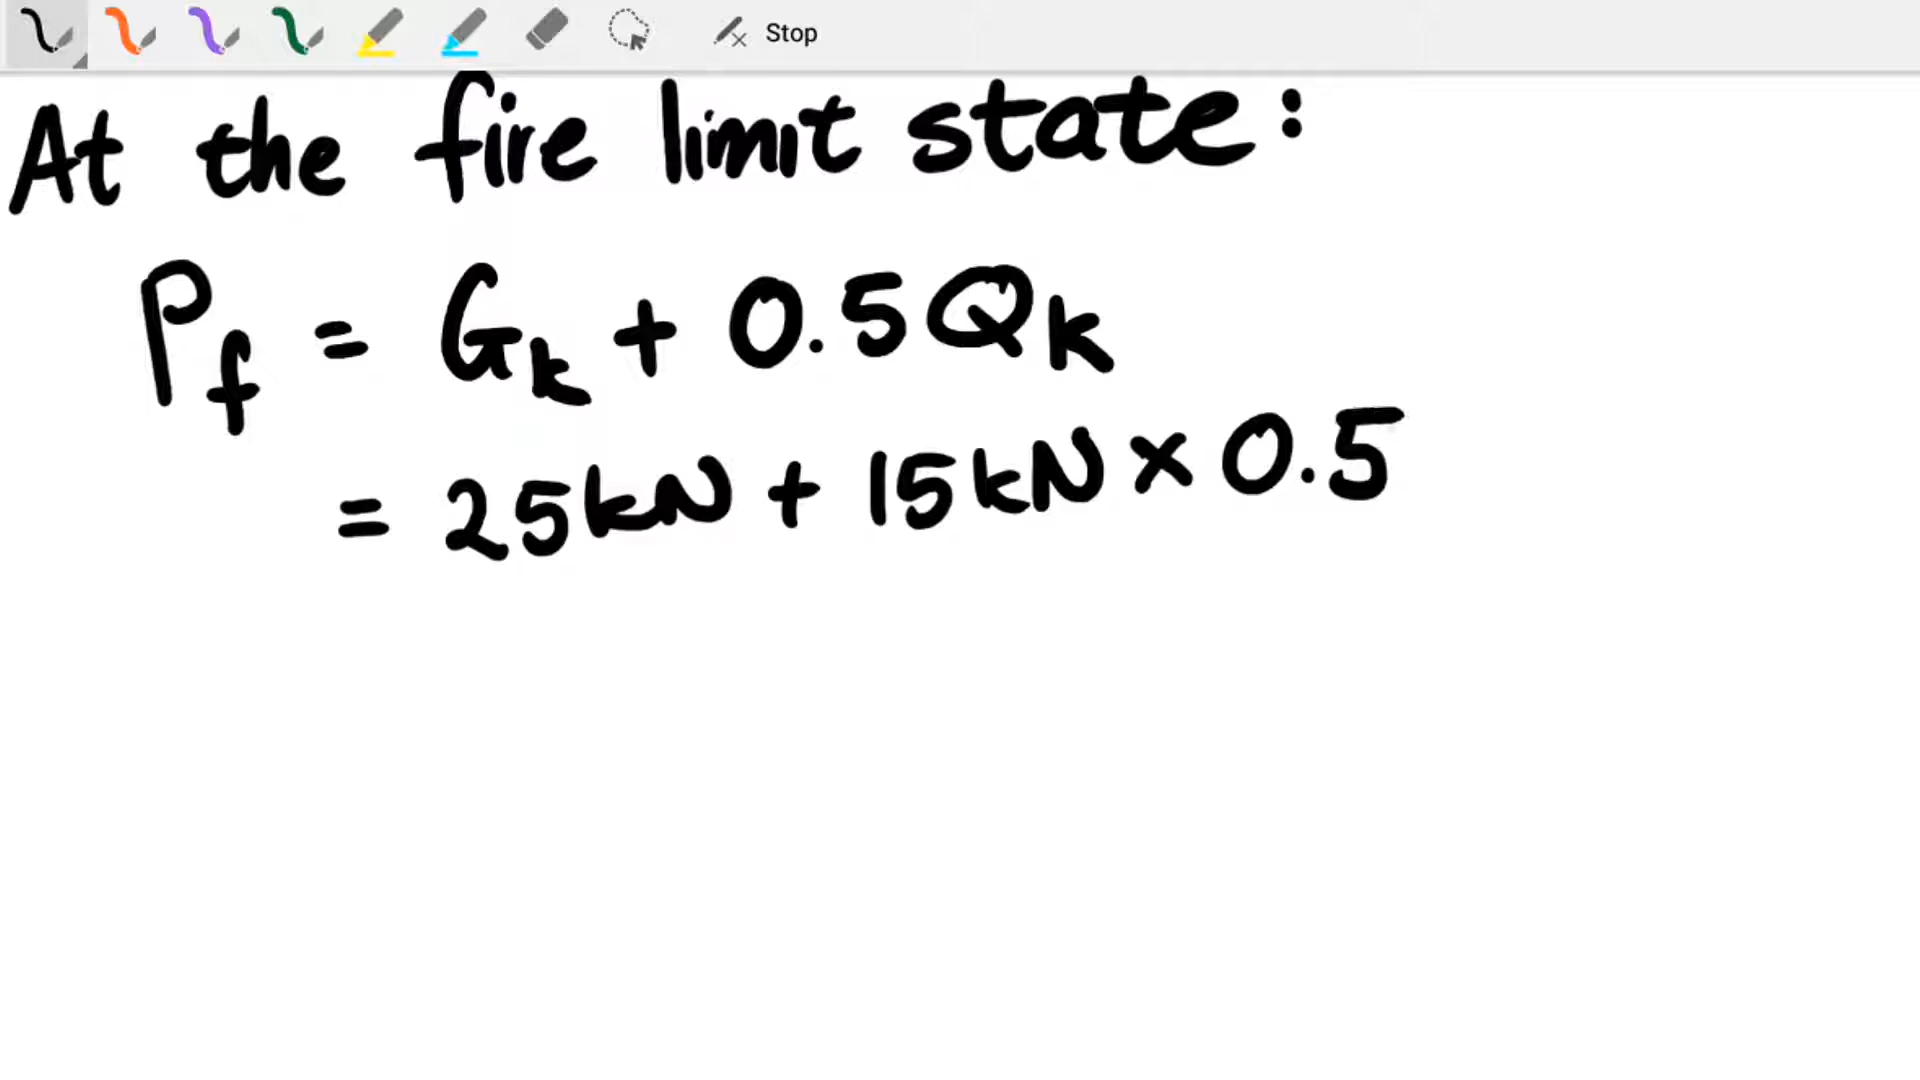 Stop
At the fire limit state:
Pf = Gk + 0.5Qk
= 25kN + 15kN × 0.5